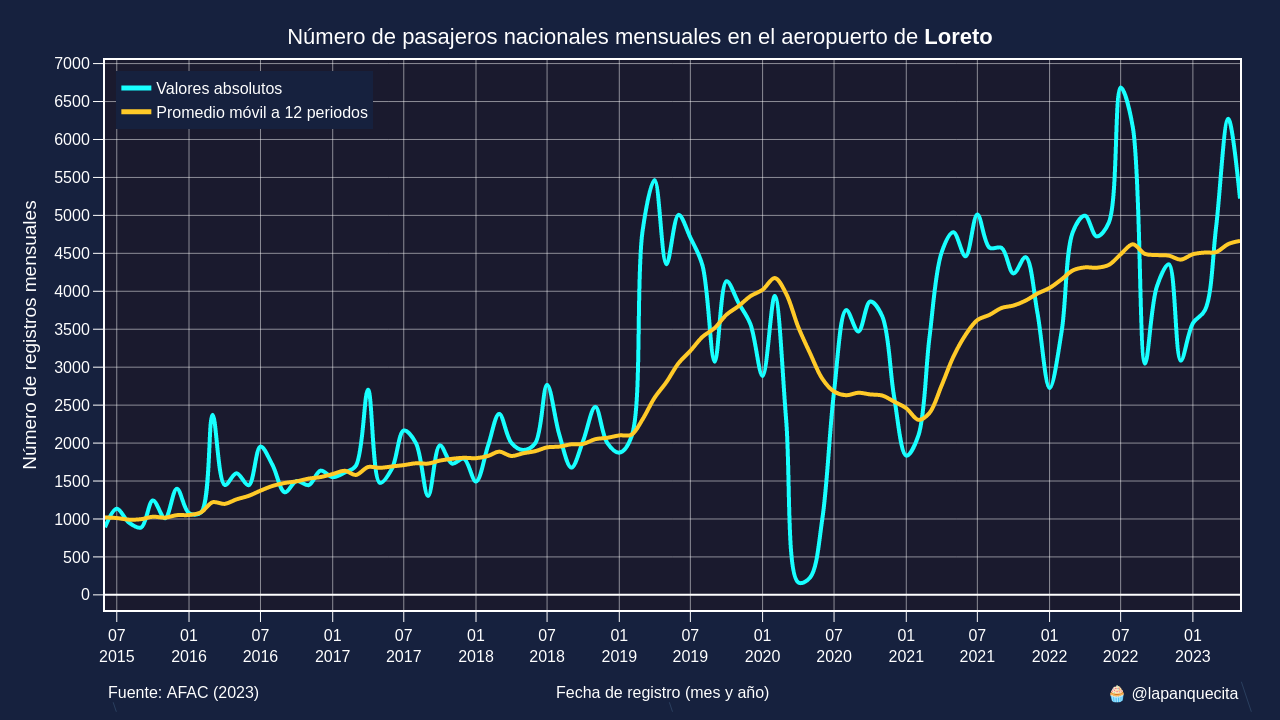 Número de pasajeros nacionales mensuales en el aeropuerto de Loreto
Valores absolutos
Promedio móvil a 12 periodos
Número de registros mensuales
7000
6500
6000
5500
5000
4500
4000
3500
3000
2500
2000
1500
1000
500
0
07 01 07 01 07 01 07 01 07 01 07 01 07 01 07 01
2015 2016 2016 2017 2017 2018 2018 2019 2019 2020 2020 2021 2021 2022 2022 2023
Fuente: AFAC (2023)
Fecha de registro (mes y año)
🧁 @lapanquecita